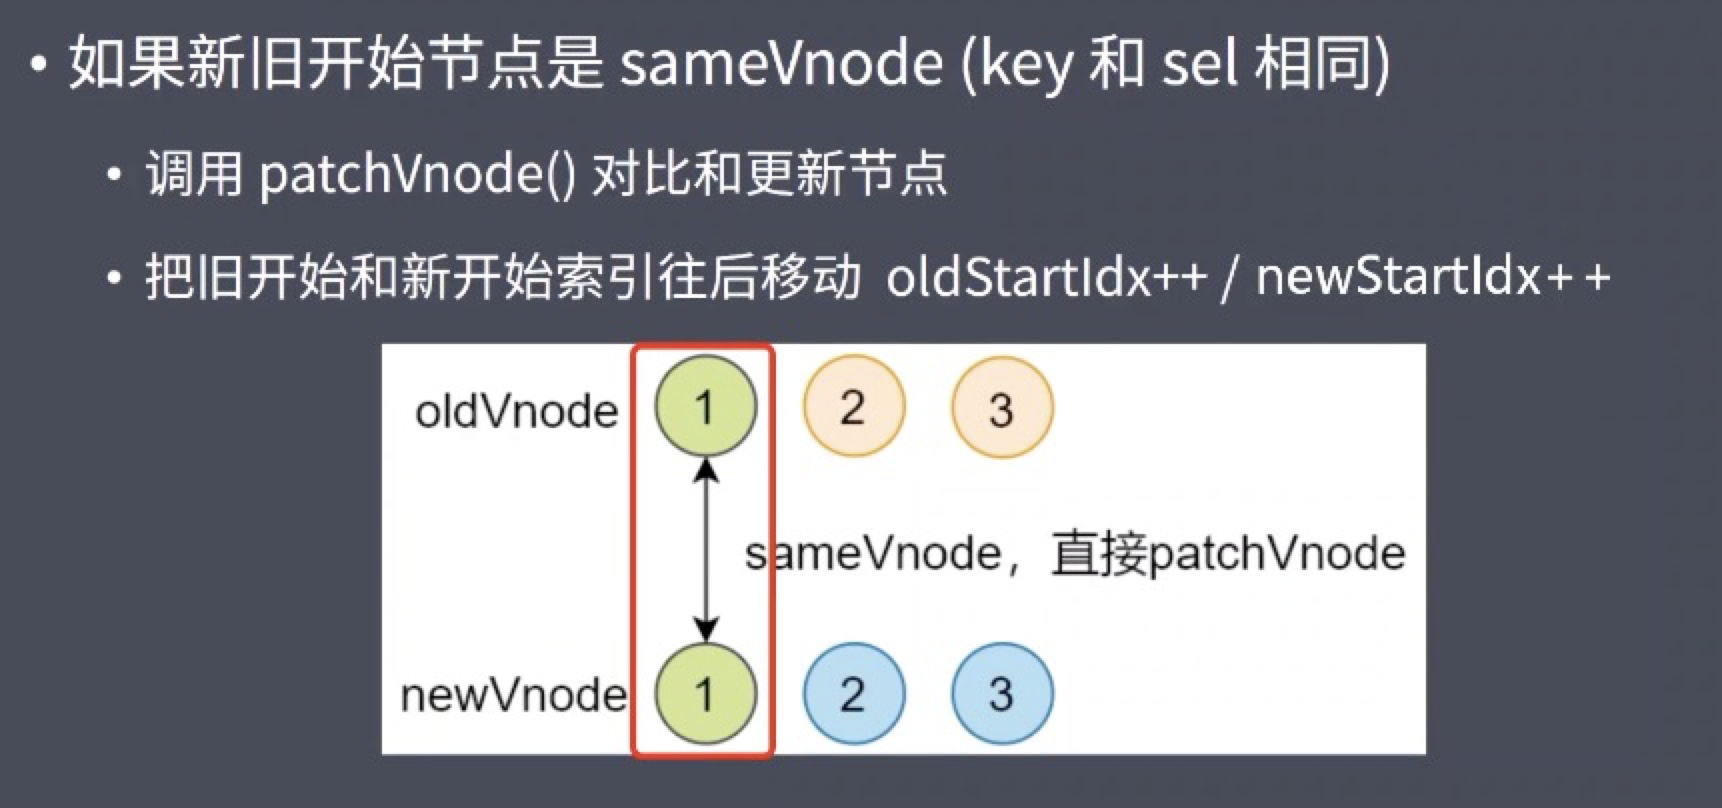 • 如果新旧开始节点是 sameVnode (key 和 sel 相同)
• 调用 patchVnode() 对比和更新节点
• 把旧开始和新开始索引往后移动 oldStartIdx++ / newStartIdx++
oldVnode 1 2 3
sameVnode，直接patchVnode
newVnode 1 2 3